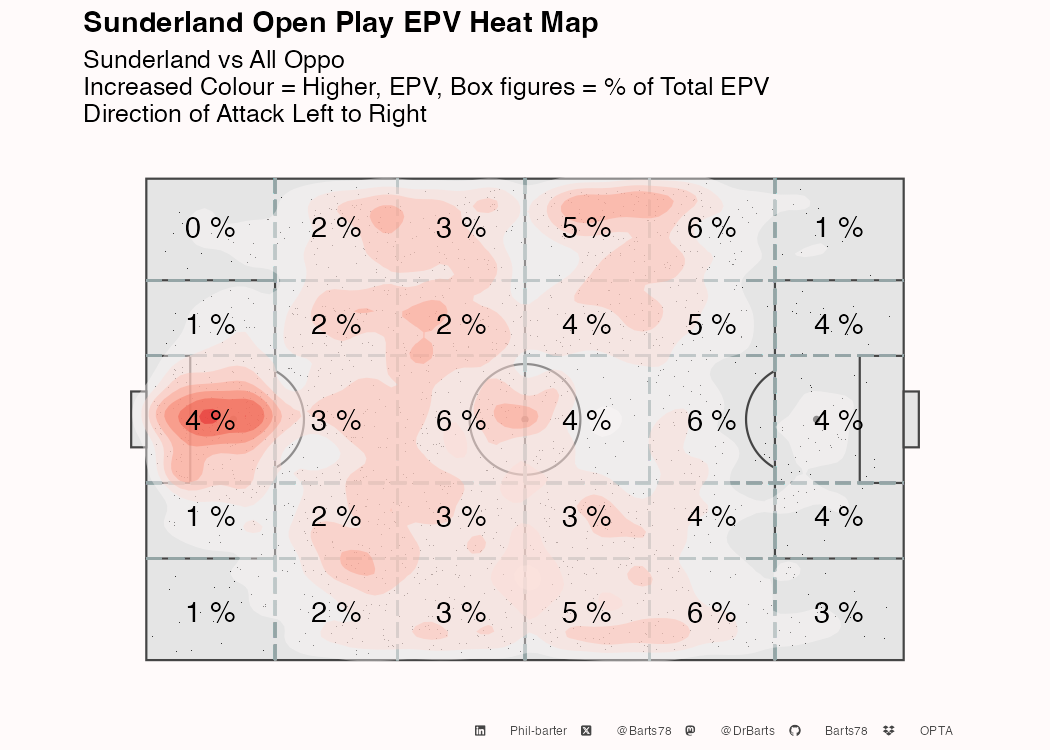 Sunderland Open Play EPV Heat Map
Sunderland vs All Oppo
Increased Colour = Higher, EPV, Box figures = % of Total EPV
Direction of Attack Left to Right
0 % 2 % 3 % 5 % 6 % 1 %
1 % 2 % 2 % 4 % 5 % 4 %
4 % 3 % 6 % 4 % 6 % 4 %
1 % 2 % 3 % 3 % 4 % 4 %
1 % 2 % 3 % 5 % 6 % 3 %
Phil-barter @Barts78 @DrBarts Barts78 OPTA